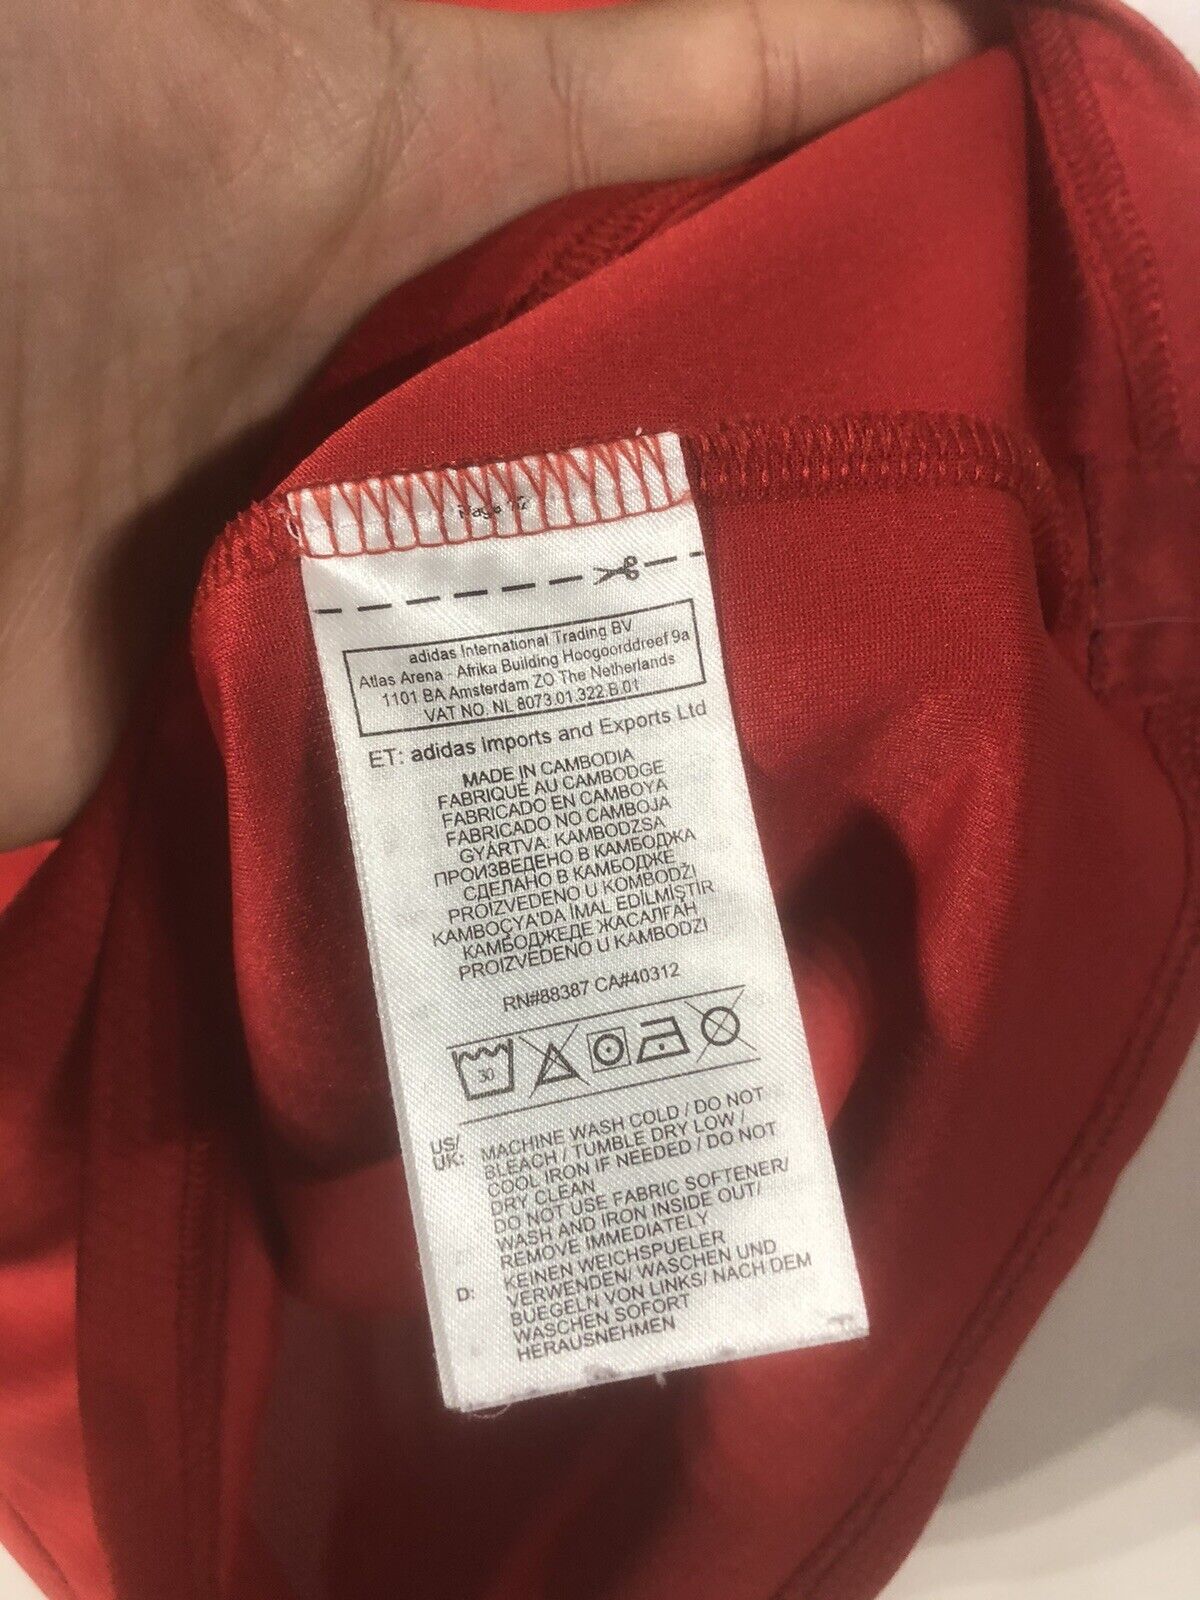 adidas International Trading BV
Atlas Arena - Afrika Building Hoogoorddreef 9a
1101 BA Amsterdam ZO The Netherlands
VAT NO. NL 8073.01.322.B.01
ET: adidas Imports and Exports Ltd
MADE IN CAMBODIA
FABRIQUÉ AU CAMBODGE
FABRICADO EN CAMBOYA
FABRICADO NO CAMBOJA
GYÁRTVA: KAMBODZSA
ПРОИЗВЕДЕНО В КАМБОДЖА
СДЕЛАНО В КАМБОДЖЕ
PROIZVEDENO U KOMBODŽI
KAMBOÇYA'DA İMAL EDİLMİŞTİR
КАМБОДЖЕДЕ ЖАСАЛҒАН
PROIZVEDENO U KAMBODŽI
RN#88387 CA#40312
30
US/
UK: MACHINE WASH COLD / DO NOT
BLEACH / TUMBLE DRY LOW /
COOL IRON IF NEEDED / DO NOT
DRY CLEAN
DO NOT USE FABRIC SOFTENER/
WASH AND IRON INSIDE OUT/
REMOVE IMMEDIATELY
D: KEINEN WEICHSPUELER
VERWENDEN/ WASCHEN UND
BUEGELN VON LINKS/ NACH DEM
WASCHEN SOFORT
HERAUSNEHMEN